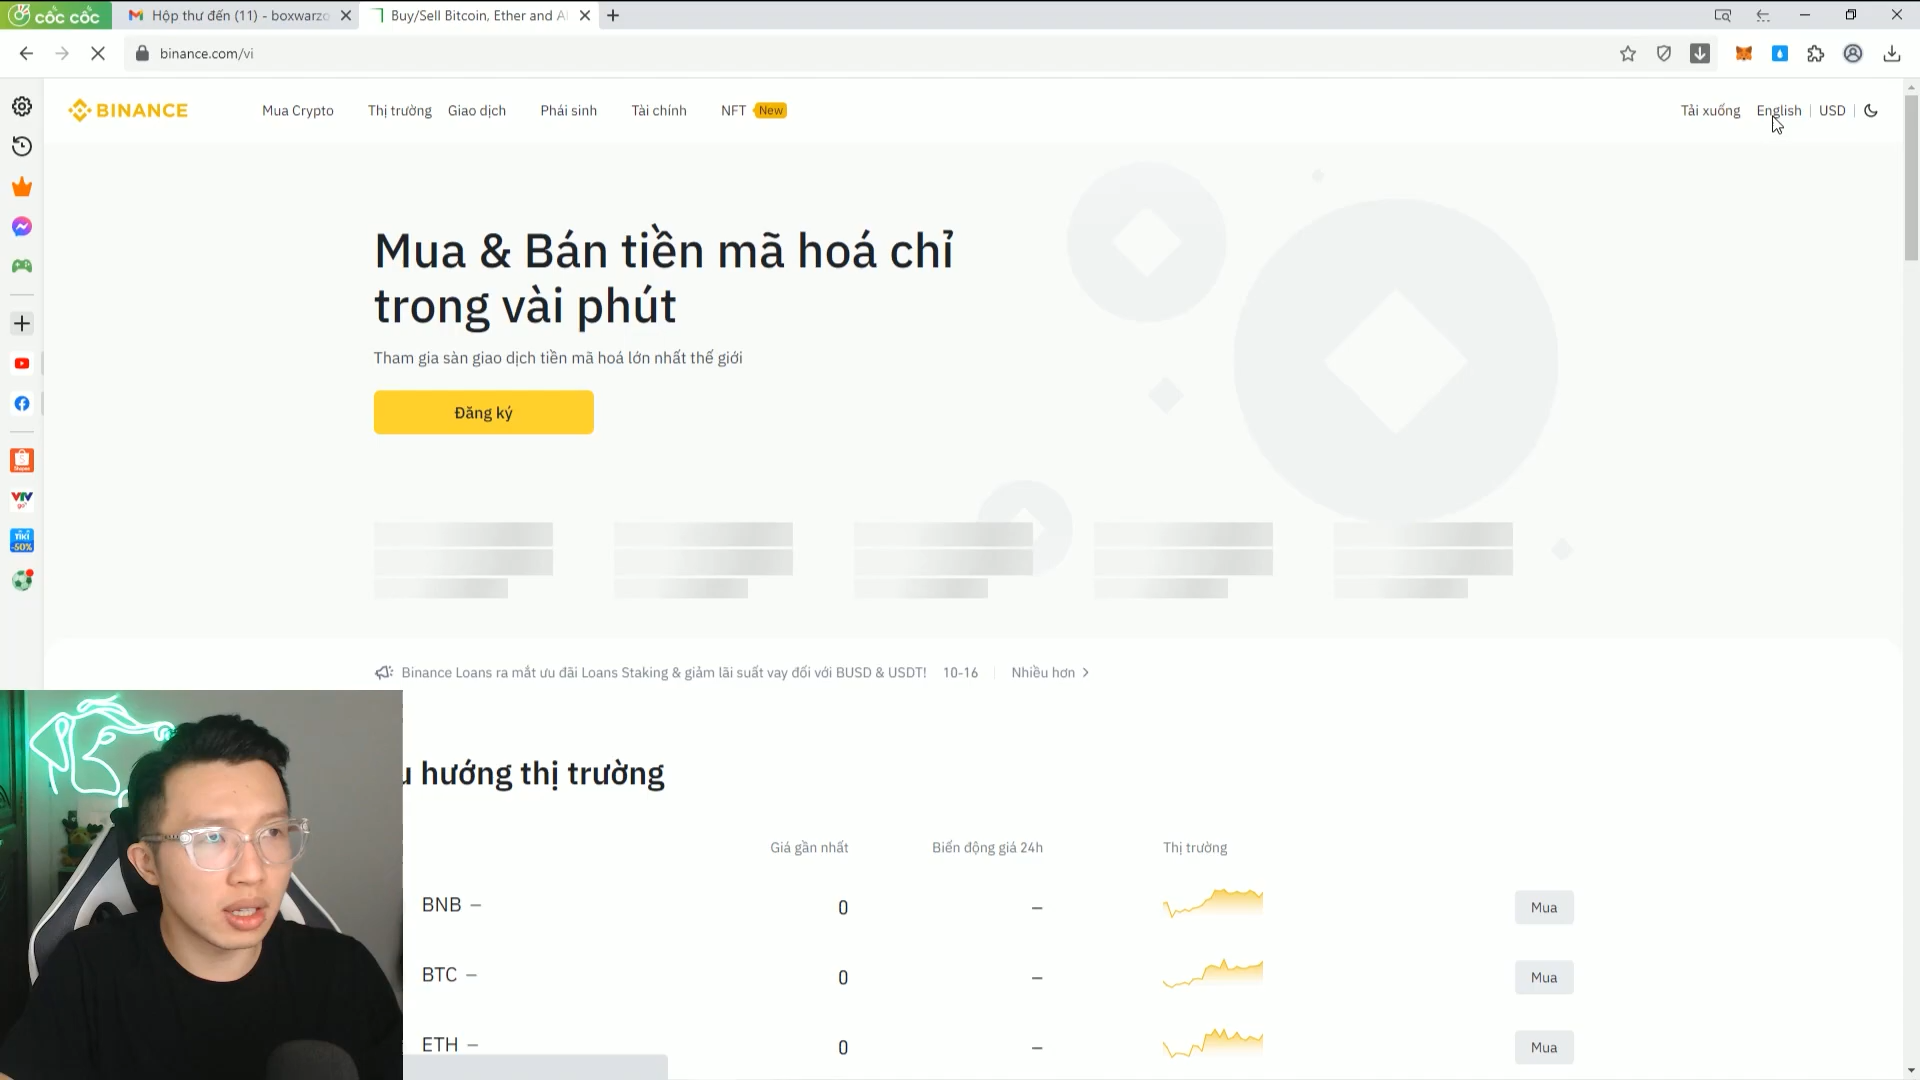 cốc cốc
Hộp thư đến (11) - boxwarzo
Buy/Sell Bitcoin, Ether and Al
binance.com/vi
BINANCE
Mua Crypto
Thị trường
Giao dịch
Phái sinh
Tài chính
NFT New
Tải xuống
English
USD
Mua & Bán tiền mã hoá chỉ
trong vài phút
Tham gia sàn giao dịch tiền mã hoá lớn nhất thế giới
Đăng ký
Binance Loans ra mắt ưu đãi Loans Staking & giảm lãi suất vay đối với BUSD & USDT! 10-16 Nhiều hơn
u hướng thị trường
Giá gần nhất
Biến động giá 24h
Thị trường
BNB – 0 – Mua
BTC – 0 – Mua
ETH – 0 – Mua
VTV
go
TIKI
-50%